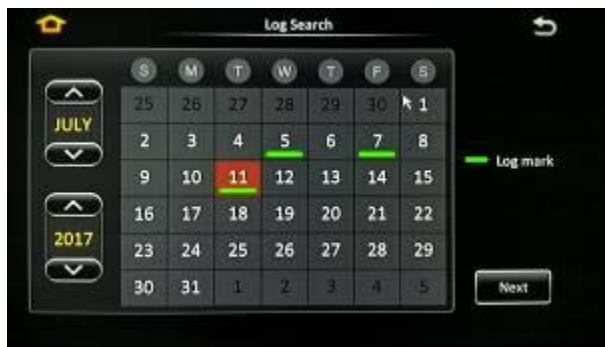 Log Search
S M T W T F S
25 26 27 28 29 30 1
JULY
2 3 4 5 6 7 8
9 10 11 12 13 14 15
16 17 18 19 20 21 22
2017
23 24 25 26 27 28 29
30 31 1 2 3 4 5
Log mark
Next